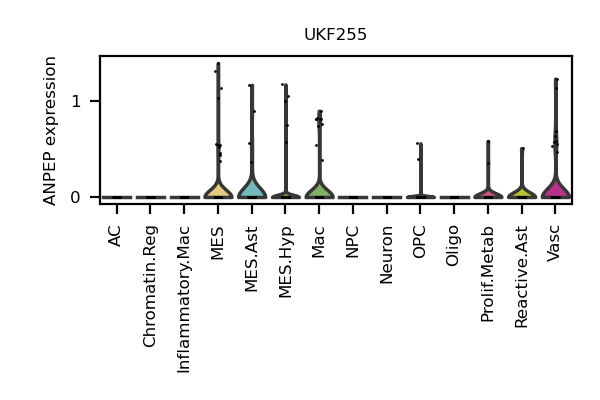 UKF255
ANPEP expression
1
0
AC
Chromatin.Reg
Inflammatory.Mac
MES
MES.Ast
MES.Hyp
Mac
NPC
Neuron
OPC
Oligo
Prolif.Metab
Reactive.Ast
Vasc